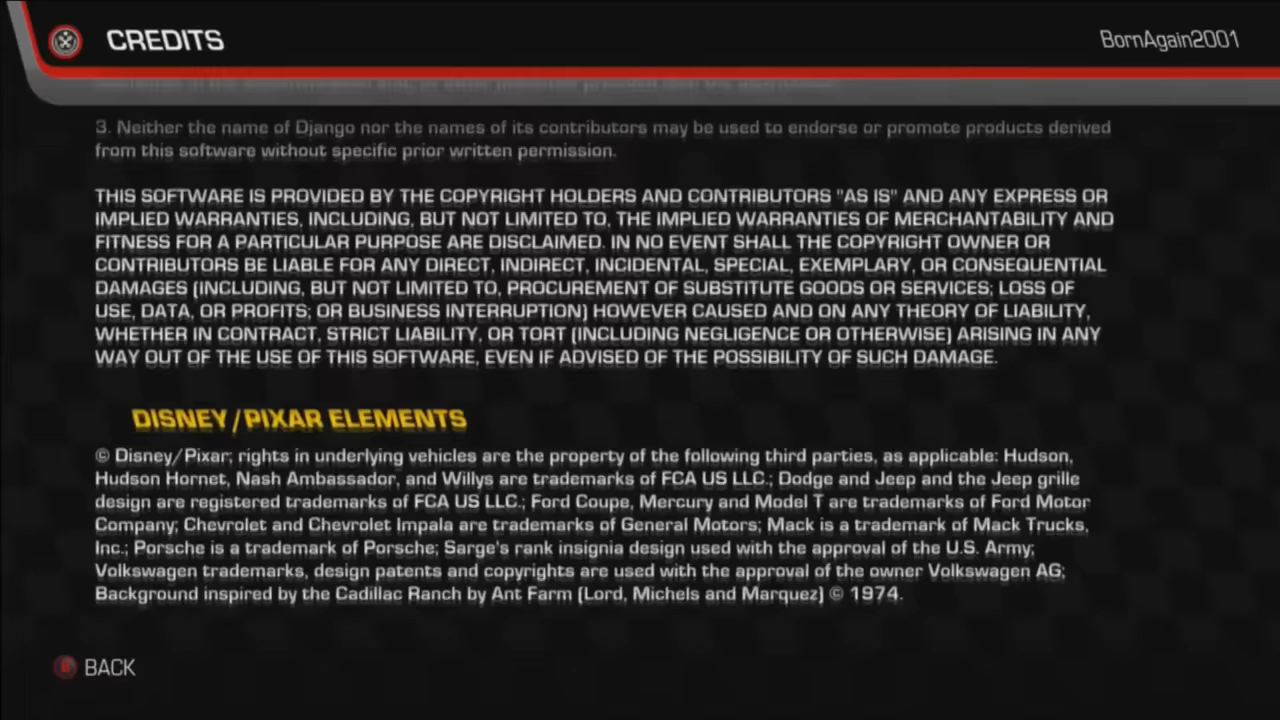 CREDITS
BornAgain2001
3. Neither the name of Django nor the names of its contributors may be used to endorse or promote products derived
from this software without specific prior written permission.
THIS SOFTWARE IS PROVIDED BY THE COPYRIGHT HOLDERS AND CONTRIBUTORS "AS IS" AND ANY EXPRESS OR
IMPLIED WARRANTIES, INCLUDING, BUT NOT LIMITED TO, THE IMPLIED WARRANTIES OF MERCHANTABILITY AND
FITNESS FOR A PARTICULAR PURPOSE ARE DISCLAIMED. IN NO EVENT SHALL THE COPYRIGHT OWNER OR
CONTRIBUTORS BE LIABLE FOR ANY DIRECT, INDIRECT, INCIDENTAL, SPECIAL, EXEMPLARY, OR CONSEQUENTIAL
DAMAGES (INCLUDING, BUT NOT LIMITED TO, PROCUREMENT OF SUBSTITUTE GOODS OR SERVICES; LOSS OF
USE, DATA, OR PROFITS; OR BUSINESS INTERRUPTION) HOWEVER CAUSED AND ON ANY THEORY OF LIABILITY,
WHETHER IN CONTRACT, STRICT LIABILITY, OR TORT (INCLUDING NEGLIGENCE OR OTHERWISE) ARISING IN ANY
WAY OUT OF THE USE OF THIS SOFTWARE, EVEN IF ADVISED OF THE POSSIBILITY OF SUCH DAMAGE.
DISNEY/PIXAR ELEMENTS
© Disney/Pixar; rights in underlying vehicles are the property of the following third parties, as applicable: Hudson,
Hudson Hornet, Nash Ambassador, and Willys are trademarks of FCA US LLC.; Dodge and Jeep and the Jeep grille
design are registered trademarks of FCA US LLC.; Ford Coupe, Mercury and Model T are trademarks of Ford Motor
Company; Chevrolet and Chevrolet Impala are trademarks of General Motors; Mack is a trademark of Mack Trucks,
Inc.; Porsche is a trademark of Porsche; Sarge's rank insignia design used with the approval of the U.S. Army;
Volkswagen trademarks, design patents and copyrights are used with the approval of the owner Volkswagen AG;
Background inspired by the Cadillac Ranch by Ant Farm (Lord, Michels and Marquez) © 1974.
BACK